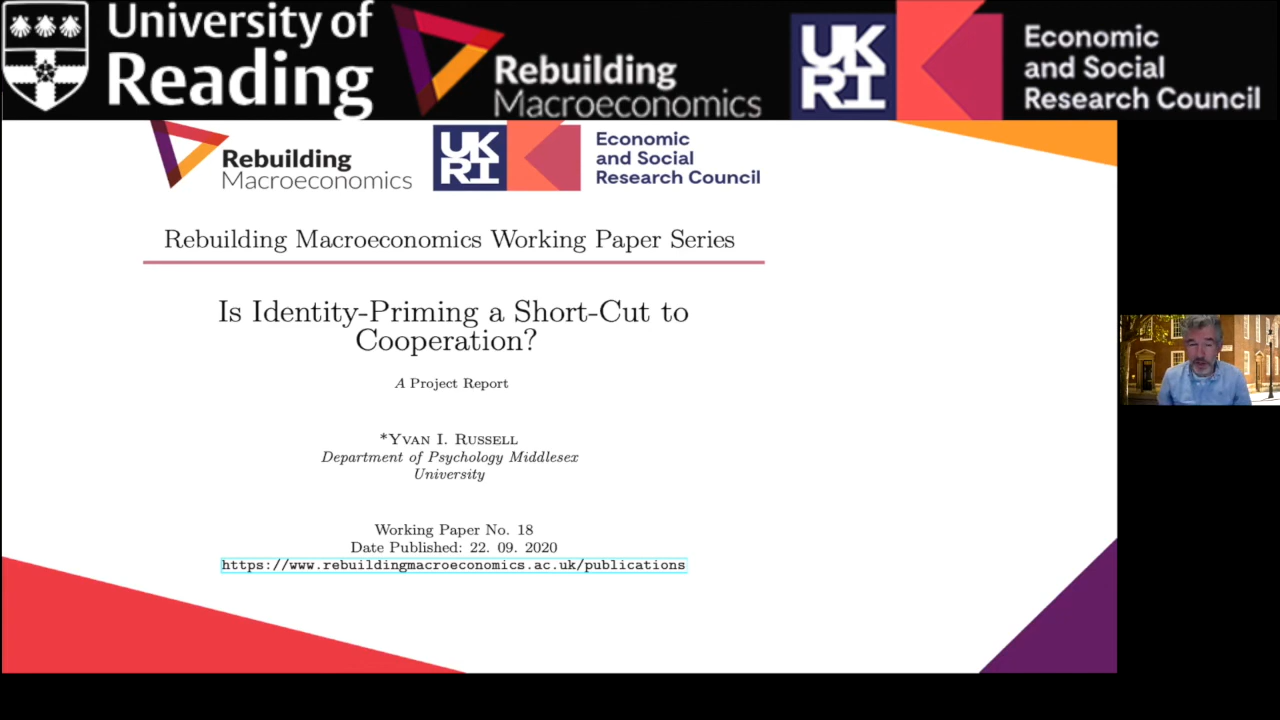 University of
Reading
Rebuilding
Macroeconomics
UK
RI
Economic
and Social
Research Council
Rebuilding
Macroeconomics
UK
RI
Economic
and Social
Research Council
Rebuilding Macroeconomics Working Paper Series
Is Identity-Priming a Short-Cut to
Cooperation?
A Project Report
*Yvan I. Russell
Department of Psychology Middlesex
University
Working Paper No. 18
Date Published: 22. 09. 2020
https://www.rebuildingmacroeconomics.ac.uk/publications